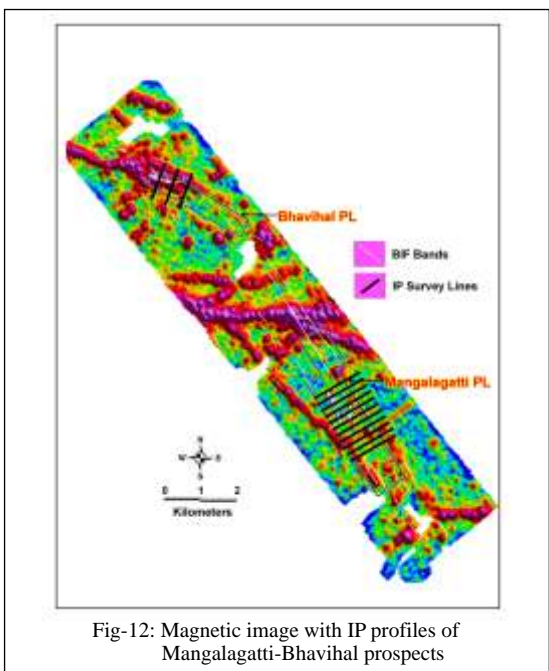 Bhavihal PL
BIF Bands
IP Survey Lines
Mangalagatti PL
N
W E
S
0 1 2
Kilometers
Fig-12: Magnetic image with IP profiles of
Mangalagatti-Bhavihal prospects